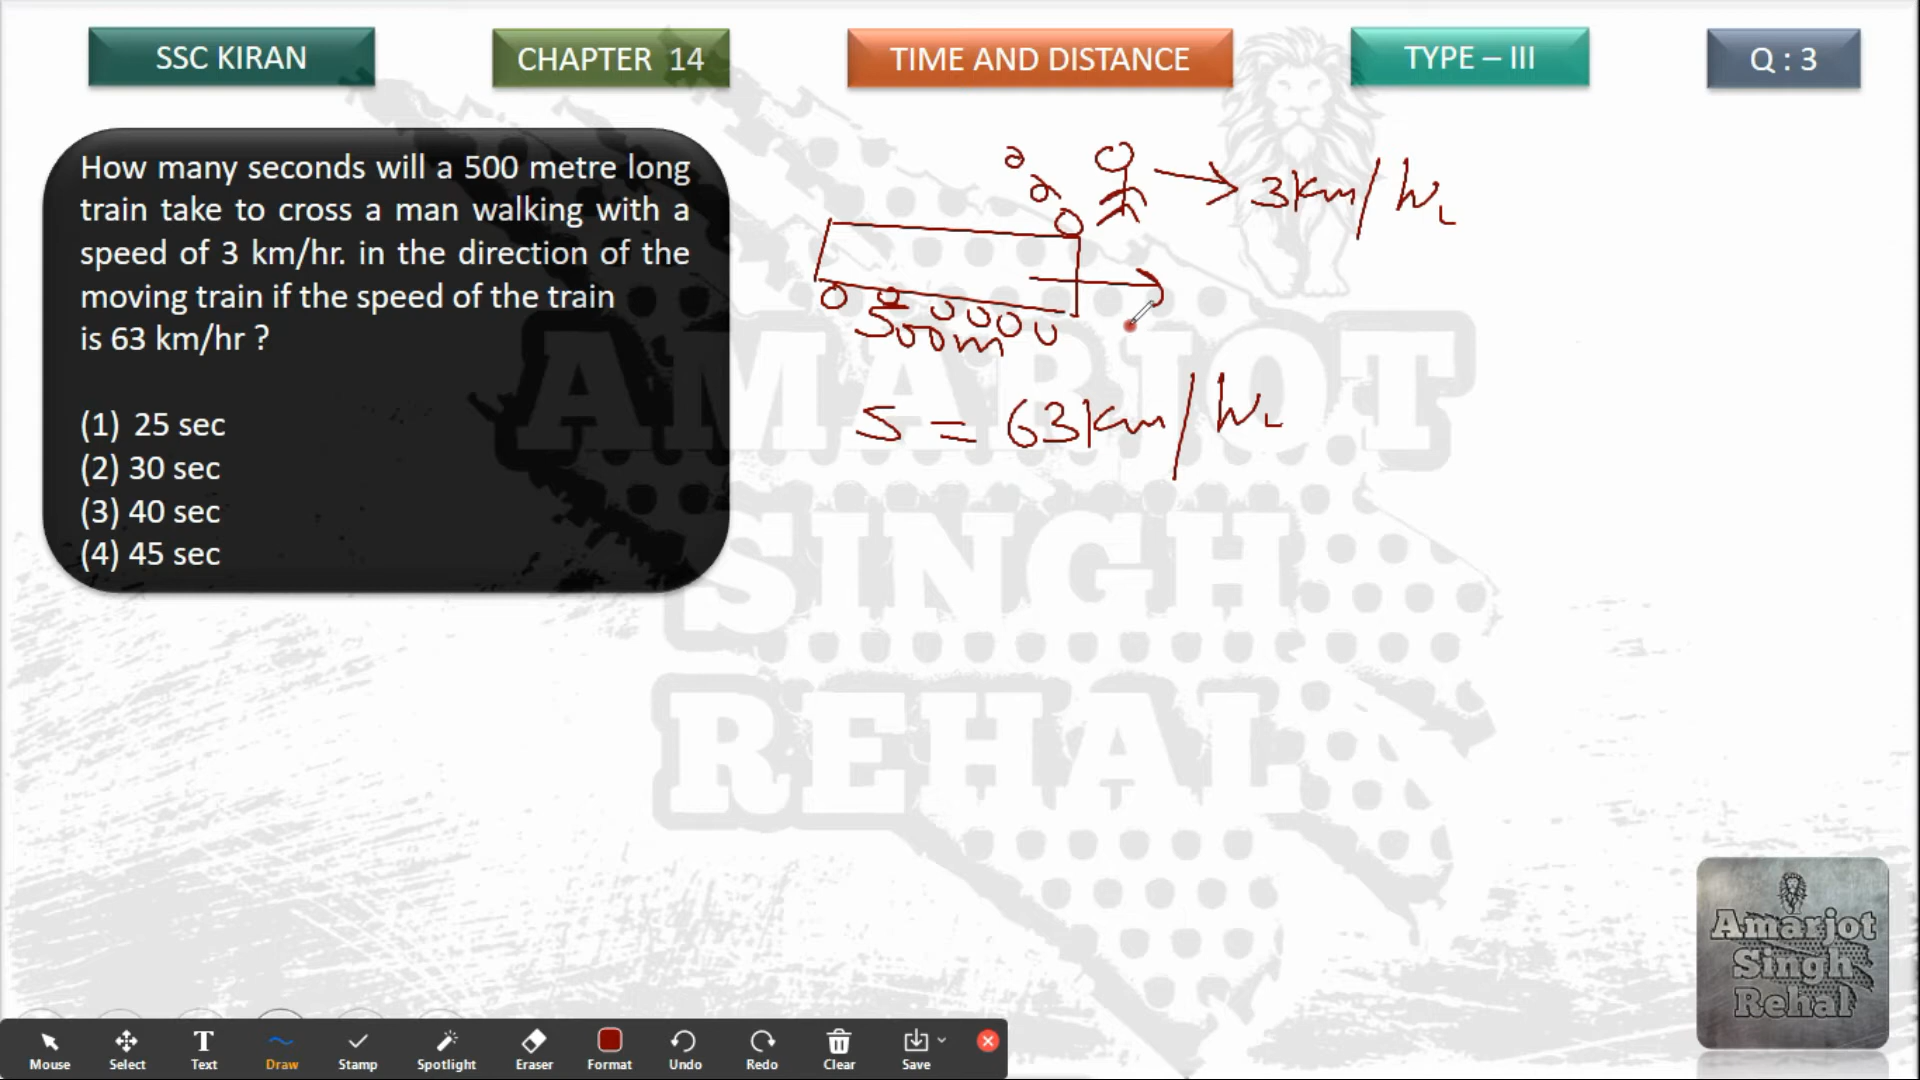 SSC KIRAN
CHAPTER 14
TIME AND DISTANCE
TYPE – III
Q : 3
How many seconds will a 500 metre long
train take to cross a man walking with a
speed of 3 km/hr. in the direction of the
moving train if the speed of the train
is 63 km/hr ?
(1) 25 sec
(2) 30 sec
(3) 40 sec
(4) 45 sec
3km/hr
500m
S = 63km/hr
AMARJOT
SINGH
REHAL
Amarjot
Singh
Rehal
Mouse
Select
Text
Draw
Stamp
Spotlight
Eraser
Format
Undo
Redo
Clear
Save